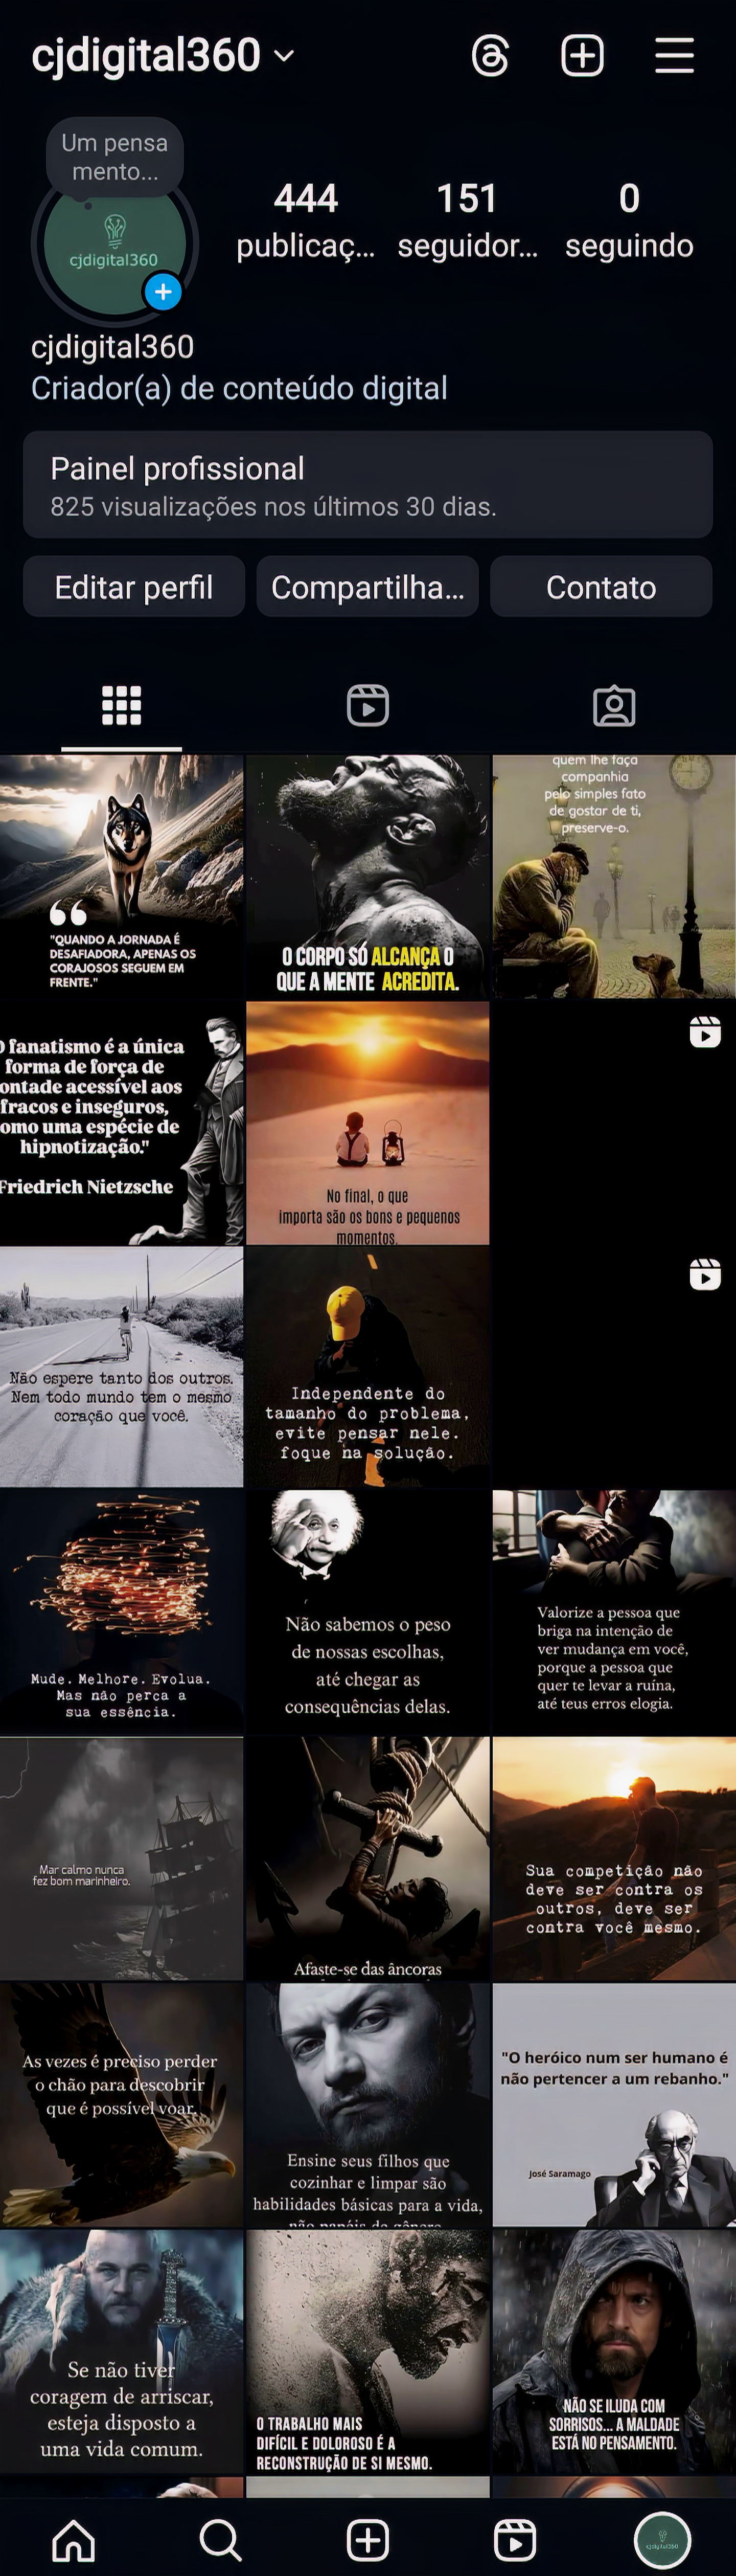 cjdigital360
Um pensa
mento...
cjdigital360
444
151
0
publicaç...
seguidor...
seguindo
cjdigital360
Criador(a) de conteúdo digital
Painel profissional
825 visualizações nos últimos 30 dias.
Editar perfil
Compartilha...
Contato
"QUANDO A JORNADA É
DESAFIADORA, APENAS OS
CORAJOSOS SEGUEM EM
FRENTE."
O CORPO SÓ ALCANÇA O
QUE A MENTE ACREDITA.
quem lhe faça
companhia
pelo simples fato
de gostar de ti,
preserve-o.
O fanatismo é a única
forma de força de
ontade acessível aos
fracos e inseguros,
omo uma espécie de
hipnotização."
Friedrich Nietzsche
No final, o que
importa são os bons e pequenos
momentos.
Não espere tanto dos outros.
Nem todo mundo tem o mesmo
coração que você.
Independente do
tamanho do problema,
evite pensar nele.
foque na solução.
Mude. Melhore. Evolua.
Mas não perca a
sua essência.
Não sabemos o peso
de nossas escolhas,
até chegar as
consequências delas.
Valorize a pessoa que
briga na intenção de
ver mudança em você,
porque a pessoa que
quer te levar a ruína,
até teus erros elogia.
Mar calmo nunca
fez bom marinheiro.
Afaste-se das âncoras
Sua competição não
deve ser contra os
outros, deve ser
contra você mesmo.
As vezes é preciso perder
o chão para descobrir
que é possível voar.
Ensine seus filhos que
cozinhar e limpar são
habilidades básicas para a vida,
não papéis de gênero
"O heróico num ser humano é
não pertencer a um rebanho."
José Saramago
Se não tiver
coragem de arriscar,
esteja disposto a
uma vida comum.
O TRABALHO MAIS
DIFÍCIL E DOLOROSO É A
RECONSTRUÇÃO DE SI MESMO.
NÃO SE ILUDA COM
SORRISOS... A MALDADE
ESTÁ NO PENSAMENTO.
cjdigital360